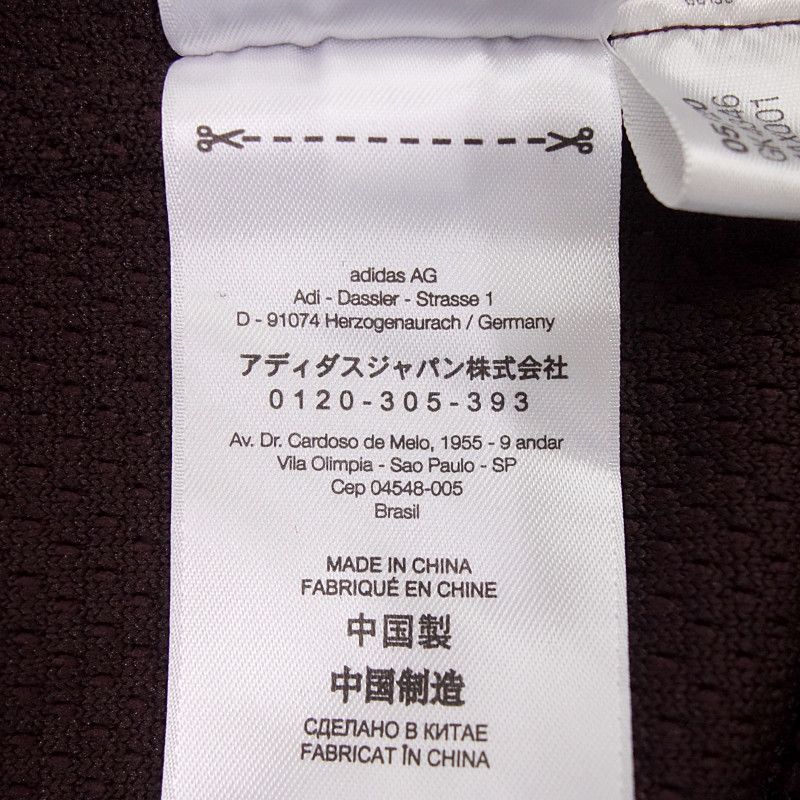 adidas AG
Adi - Dassler - Strasse 1
D - 91074 Herzogenaurach / Germany
アディダスジャパン株式会社
0120-305-393
Av. Dr. Cardoso de Melo, 1955 - 9 andar
Vila Olimpia - Sao Paulo - SP
Cep 04548-005
Brasil
MADE IN CHINA
FABRIQUÉ EN CHINE
中国製
中国制造
СДЕЛАНО В КИТАЕ
FABRICAT ÎN CHINA